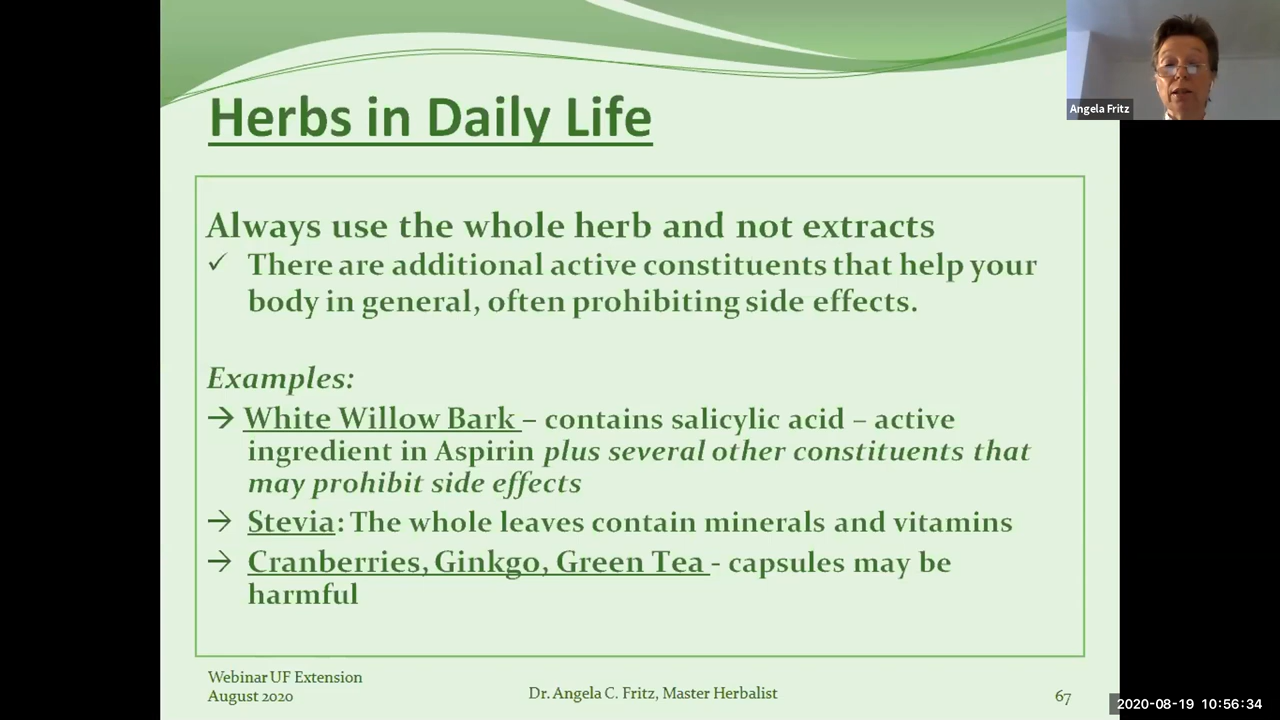 Herbs in Daily Life
Angela Fritz
Always use the whole herb and not extracts
✓ There are additional active constituents that help your
body in general, often prohibiting side effects.
Examples:
→ White Willow Bark – contains salicylic acid – active
ingredient in Aspirin plus several other constituents that
may prohibit side effects
→ Stevia: The whole leaves contain minerals and vitamins
→ Cranberries, Ginkgo, Green Tea - capsules may be
harmful
Webinar UF Extension
August 2020
Dr. Angela C. Fritz, Master Herbalist
67
2020-08-19 10:56:34